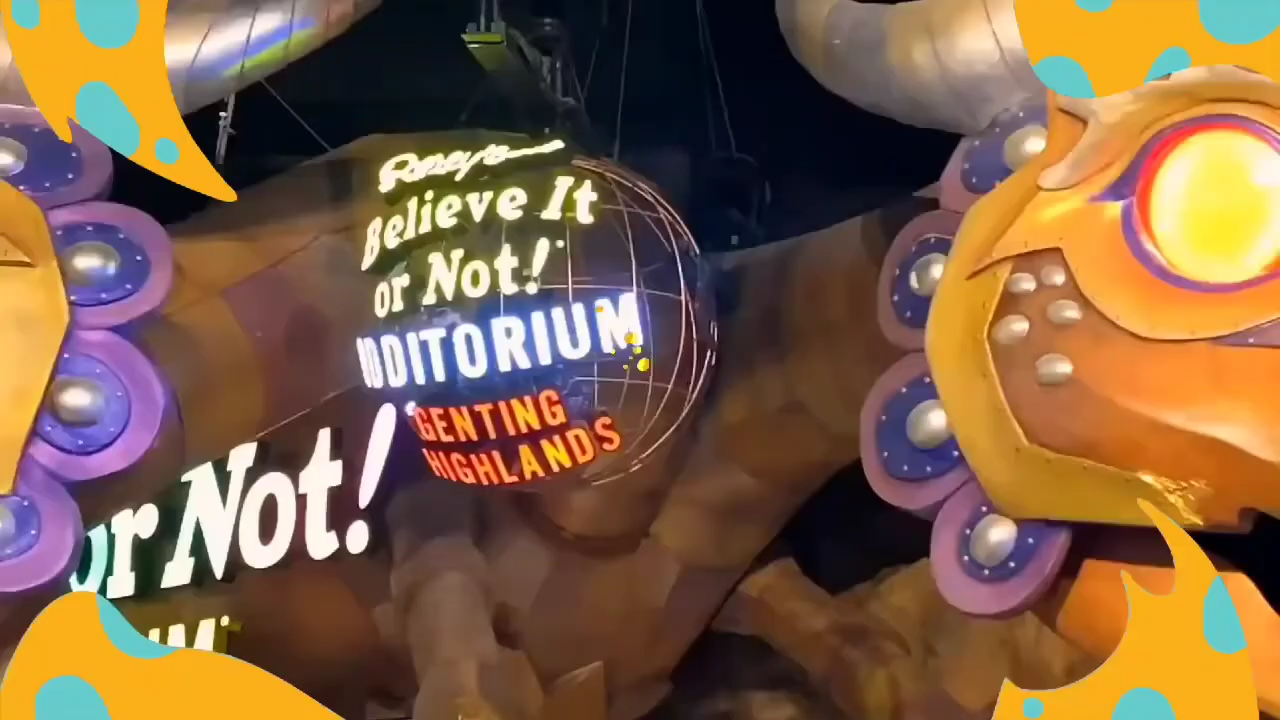 Ripley's
Believe It
or Not!
ODDITORIUM
GENTING
HIGHLANDS
or Not!